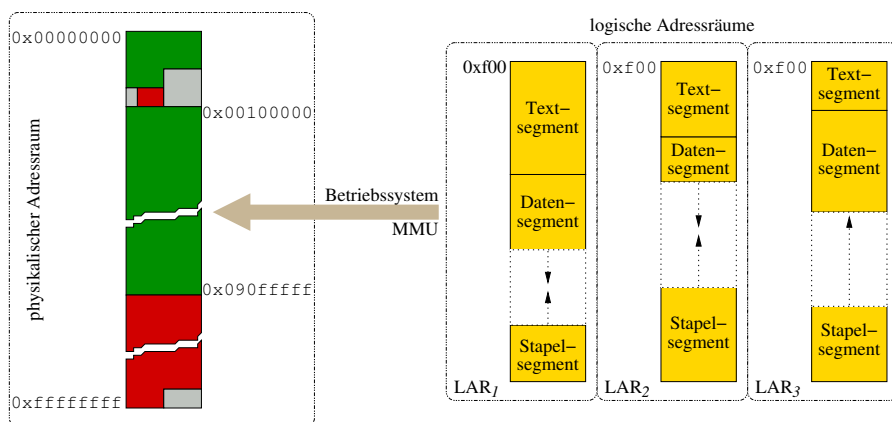 0x00000000
0x00100000
0x090fffff
0xffffffff
physikalischer Adressraum
Betriebssystem
MMU
logische Adressräume
0xf00
Text−
segment
Daten−
segment
Stapel−
segment
LAR1
0xf00
Text−
segment
Daten−
segment
Stapel−
segment
LAR2
0xf00
Text−
segment
Daten−
segment
Stapel−
segment
LAR3